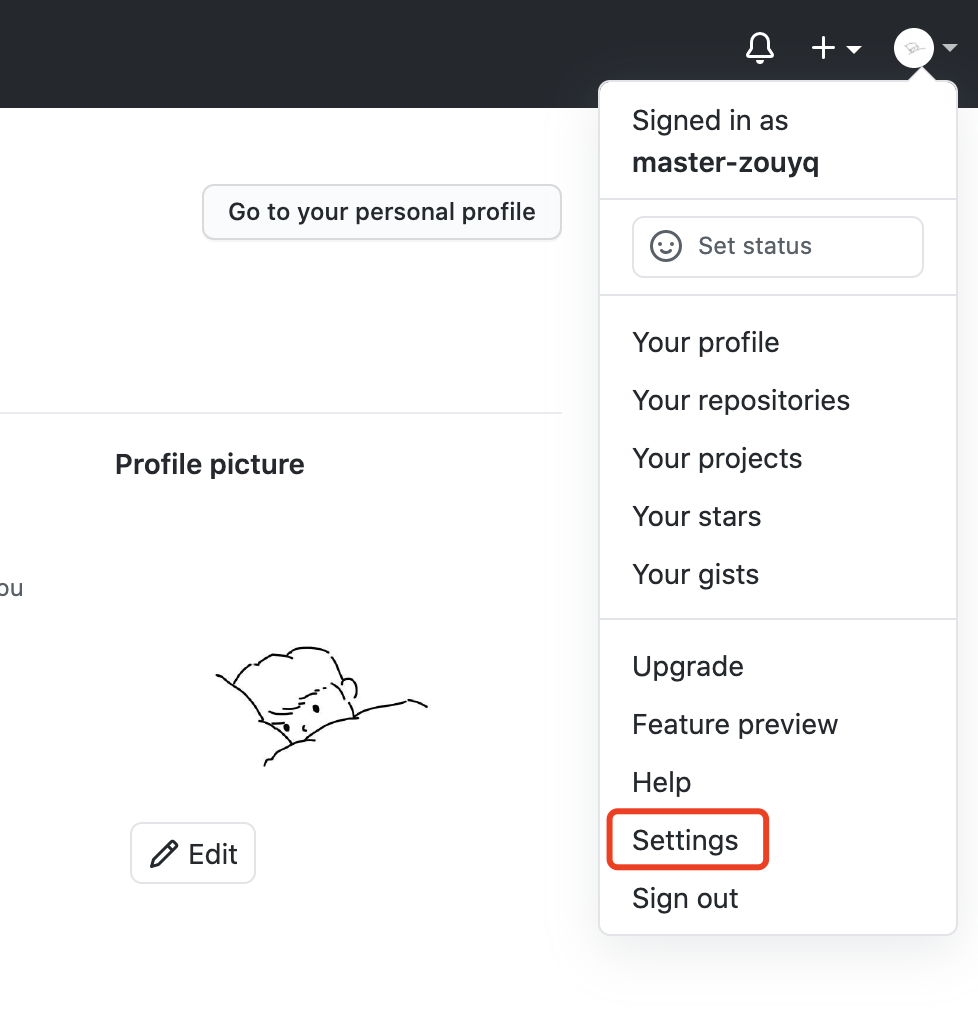 Signed in as
master-zouyq
Go to your personal profile
Set status
Your profile
Your repositories
Profile picture
Your projects
Your stars
Your gists
ou
Upgrade
Feature preview
Help
Settings
Edit
Sign out